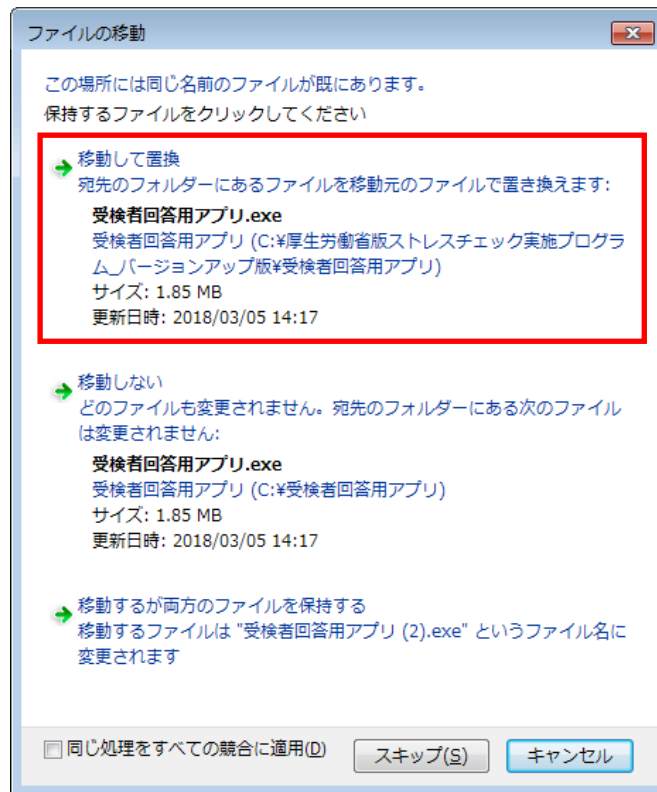 ファイルの移動
この場所には同じ名前のファイルが既にあります。
保持するファイルをクリックしてください
移動して置換
宛先のフォルダーにあるファイルを移動元のファイルで置き換えます:
受検者回答用アプリ.exe
受検者回答用アプリ (C:¥厚生労働省版ストレスチェック実施プログラ
ム_バージョンアップ版¥受検者回答用アプリ)
サイズ: 1.85 MB
更新日時: 2018/03/05 14:17
移動しない
どのファイルも変更されません。宛先のフォルダーにある次のファイル
は変更されません:
受検者回答用アプリ.exe
受検者回答用アプリ (C:¥受検者回答用アプリ)
サイズ: 1.85 MB
更新日時: 2018/03/05 14:17
移動するが両方のファイルを保持する
移動するファイルは "受検者回答用アプリ (2).exe" というファイル名に
変更されます
同じ処理をすべての競合に適用(D)
スキップ(S)
キャンセル